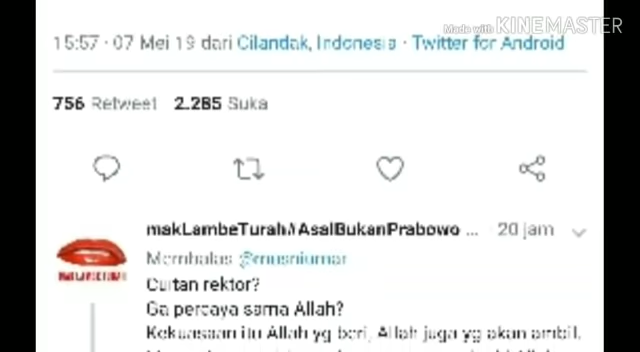 Made with KINEMASTER
15:57 · 07 Mei 19 dari Cilandak, Indonesia · Twitter for Android
756 Retweet 2.285 Suka
makLambeTurah//AsalBukanPrabowo ... · 20 jam
Membalas @musniumar
Cuitan rektor?
Ga percaya sama Allah?
Kekuasaan itu Allah yg beri, Allah juga yg akan ambil.